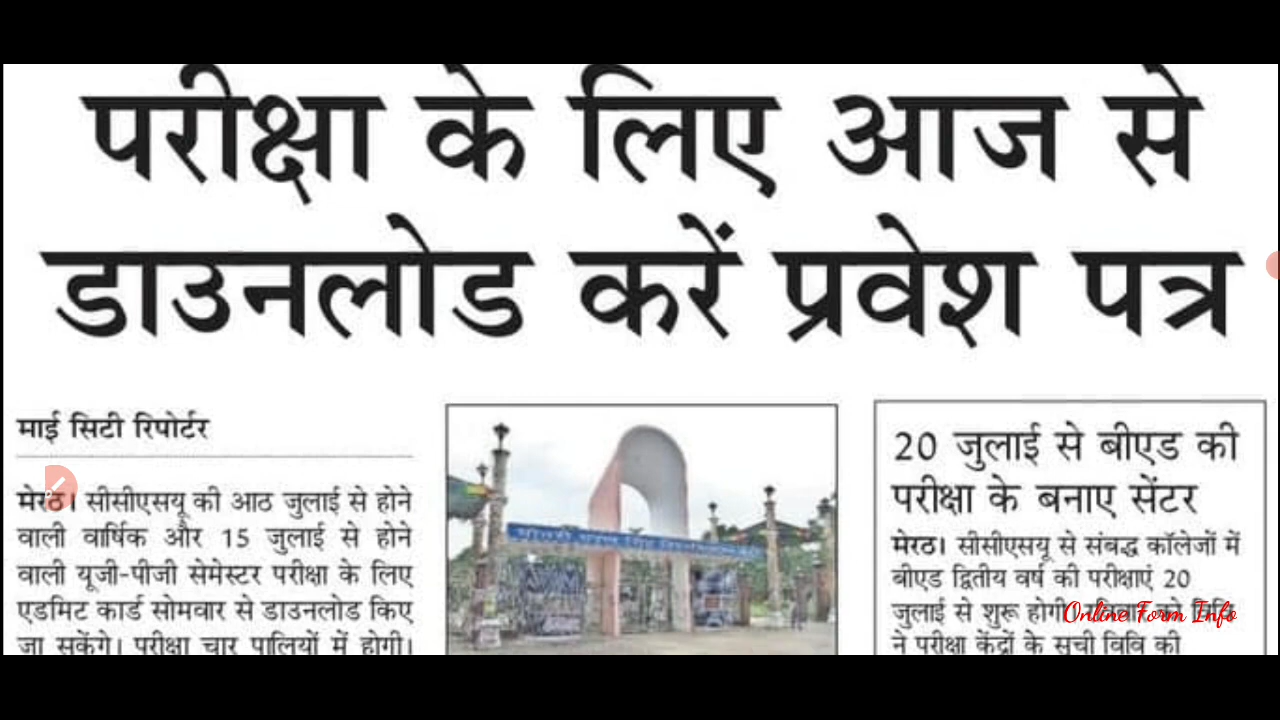 परीक्षा के लिए आज से
डाउनलोड करें प्रवेश पत्र
माई सिटी रिपोर्टर
मेरठ। सीसीएसयू की आठ जुलाई से होने
वाली वार्षिक और 15 जुलाई से होने
वाली यूजी-पीजी सेमेस्टर परीक्षा के लिए
एडमिट कार्ड सोमवार से डाउनलोड किए
जा सकेंगे। परीक्षा चार पालियों में होगी।
20 जुलाई से बीएड की
परीक्षा के बनाए सेंटर
मेरठ। सीसीएसयू से संबद्ध कॉलेजों में
बीएड द्वितीय वर्ष की परीक्षाएं 20
जुलाई से शुरू होगी
ने परीक्षा केंद्रों के सूची विवि की
Online Form Info